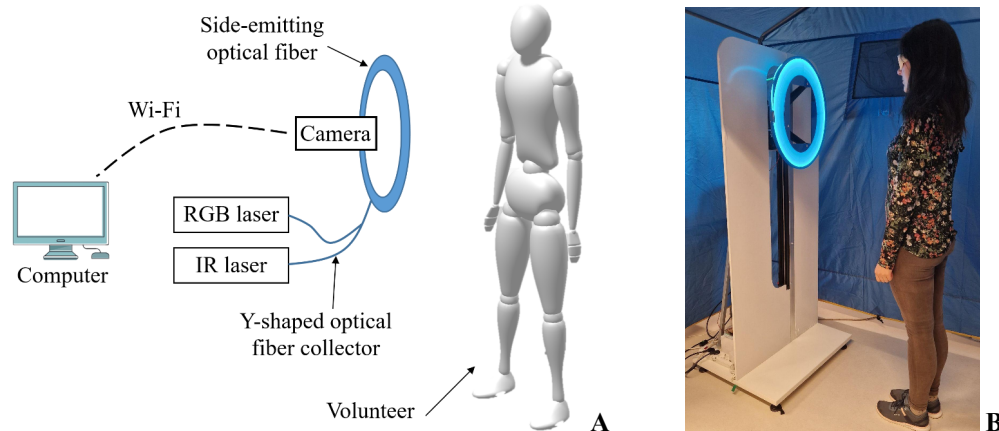 Side-emitting
optical fiber
Wi-Fi
Camera
RGB laser
IR laser
Computer
Y-shaped optical
fiber collector
Volunteer
A
B